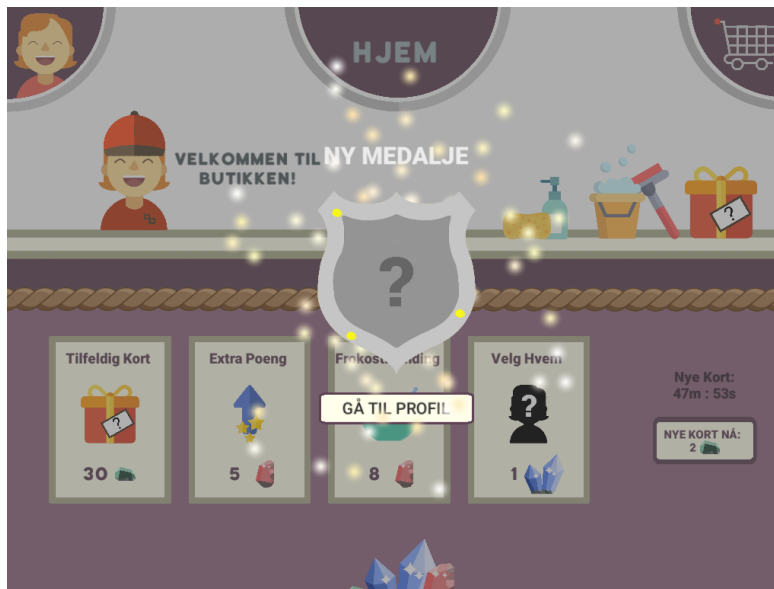 HJEM
VELKOMMEN TIL
BUTIKKEN!
NY MEDALJE
?
?
Tilfeldig Kort
Extra Poeng
Velg Hvem
?
?
30
5
8
1
GÅ TIL PROFIL
Nye Kort:
47m : 53s
NYE KORT NÅ:
2